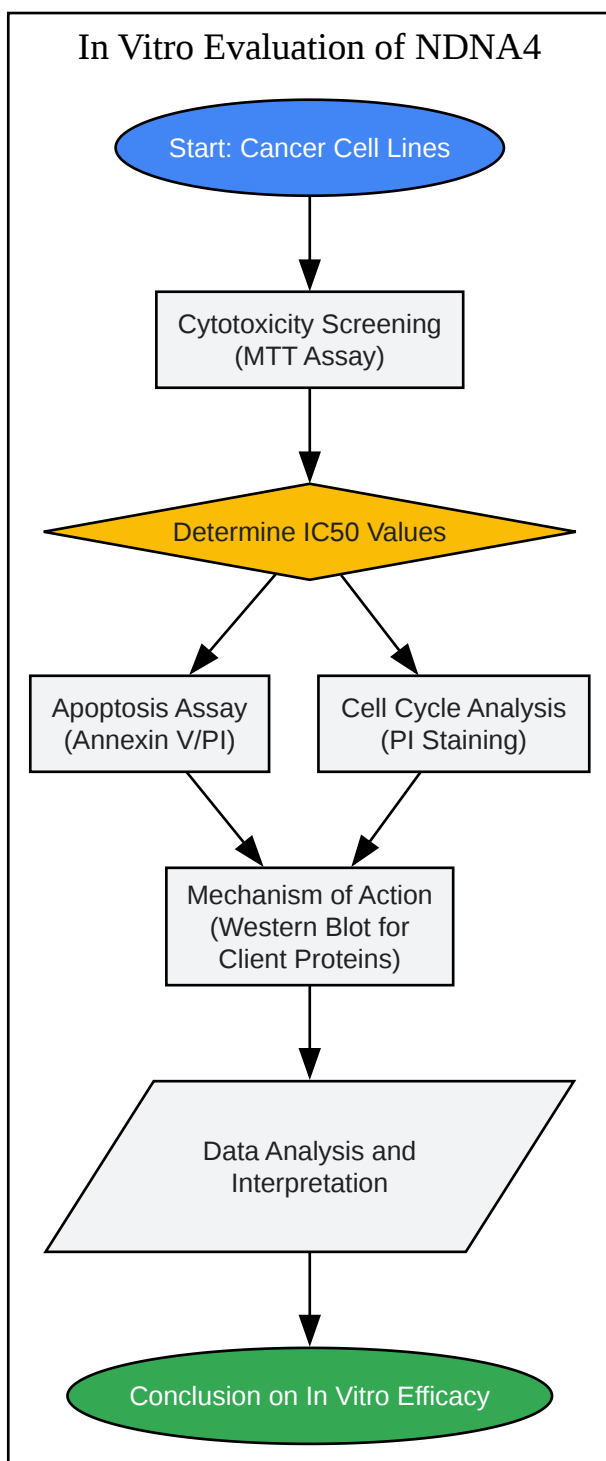 In Vitro Evaluation of NDNA4
Start: Cancer Cell Lines
Cytotoxicity Screening
(MTT Assay)
Determine IC50 Values
Apoptosis Assay
(Annexin V/PI)
Cell Cycle Analysis
(PI Staining)
Mechanism of Action
(Western Blot for
Client Proteins)
Data Analysis and
Interpretation
Conclusion on In Vitro Efficacy